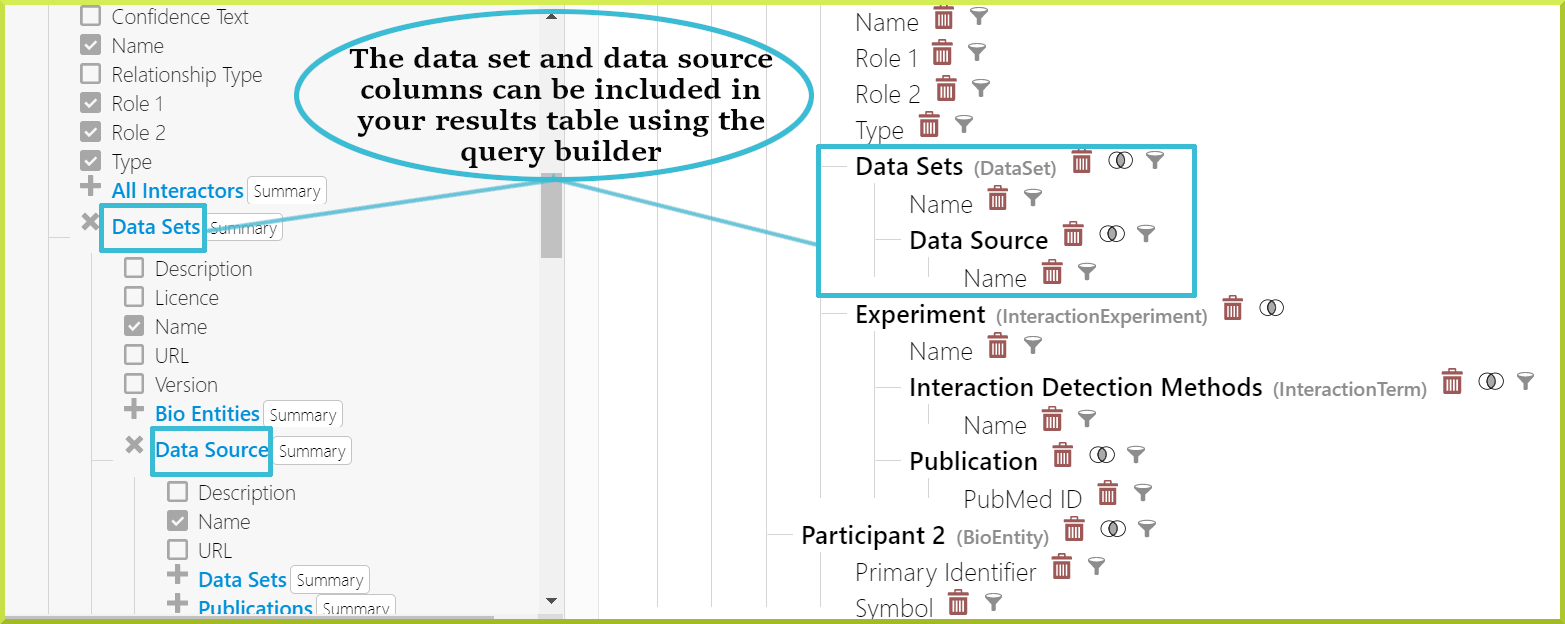 Confidence Text
Name
Relationship Type
Role 1
Role 2
Type
All Interactors Summary
Data Sets Summary
Description
Licence
Name
URL
Version
Bio Entities Summary
Data Source Summary
Description
Name
URL
Data Sets Summary
Publications Summary
The data set and data source
columns can be included in
your results table using the
query builder
Name
Role 1
Role 2
Type
Data Sets (DataSet)
Name
Data Source
Name
Experiment (InteractionExperiment)
Name
Interaction Detection Methods (InteractionTerm)
Name
Publication
PubMed ID
Participant 2 (BioEntity)
Primary Identifier
Symbol